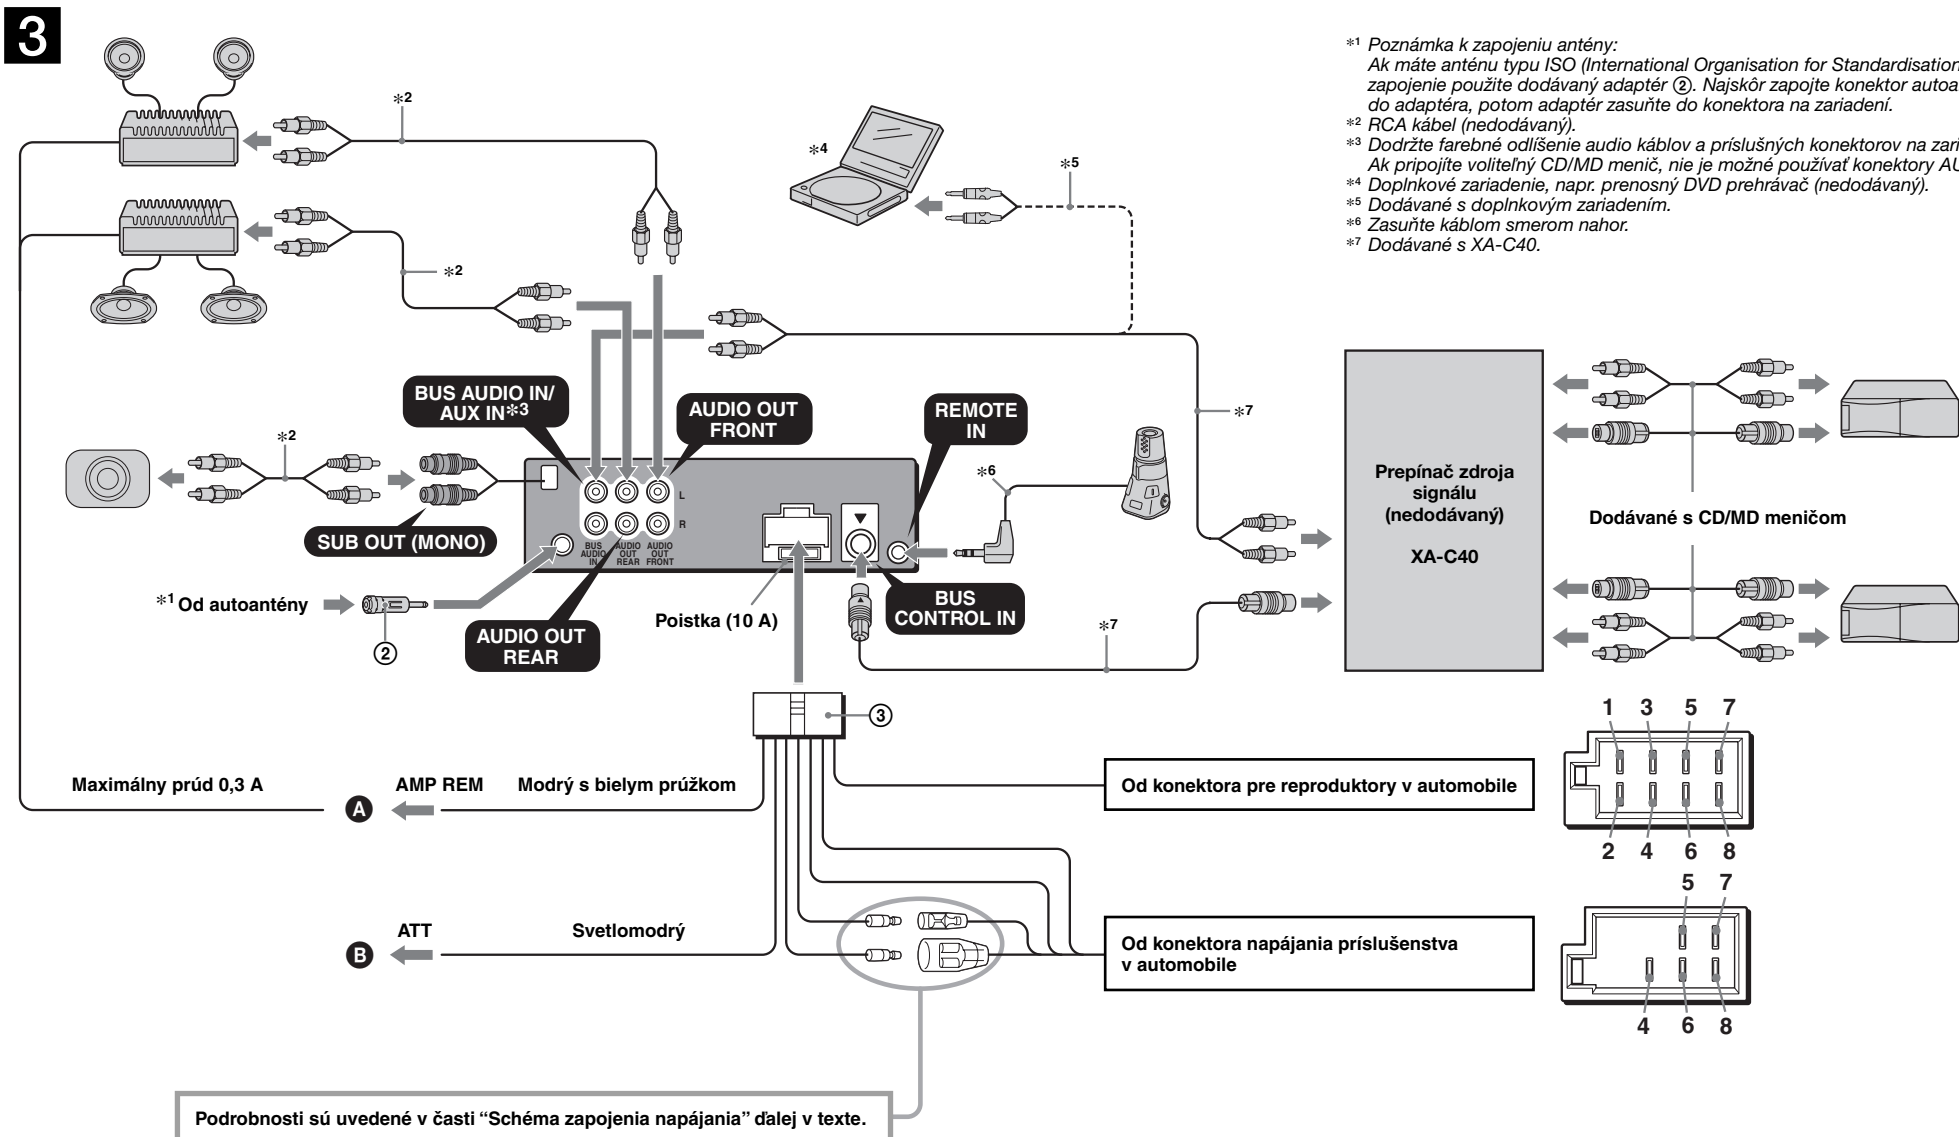 3
*1 Poznámka k zapojeniu antény:
Ak máte anténu typu ISO (International Organisation for Standardisation
zapojenie použite dodávaný adaptér ②. Najskôr zapojte konektor
do adaptéra, potom adaptér zasuňte do konektora na zariadení.
*2 RCA kábel (nedodávaný).
*3 Dodržte farebné odlíšenie audio káblov a príslušných konektorov na
Ak pripojíte voliteľný CD/MD menič, nie je možné používať konektory
*4 Doplnkové zariadenie, napr. prenosný DVD prehrávač (nedodávaný).
*5 Dodávané s doplnkovým zariadením.
*6 Zasuňte káblom smerom nahor.
*7 Dodávané s XA-C40.
*2
*4
*5
*2
BUS AUDIO IN/
AUX IN*3
AUDIO OUT
FRONT
REMOTE
IN
*7
*2
*6
SUB OUT (MONO)
L
R
BUS
AUDIO
IN
AUDIO
OUT
REAR
AUDIO
OUT
FRONT
Prepínač zdroja
signálu
(nedodávaný)
XA-C40
Dodávané s CD/MD meničom
*1 Od autoantény
②
AUDIO OUT
REAR
Poistka (10 A)
BUS
CONTROL IN
*7
③
1 3 5 7
2 4 6 8
Maximálny prúd 0,3 A
A
AMP REM
Modrý s bielym prúžkom
Od konektora pre reproduktory v automobile
5 7
4 6 8
B
ATT
Svetlomodrý
Od konektora napájania príslušenstva
v automobile
Podrobnosti sú uvedené v časti “Schéma zapojenia napájania” ďalej v texte.